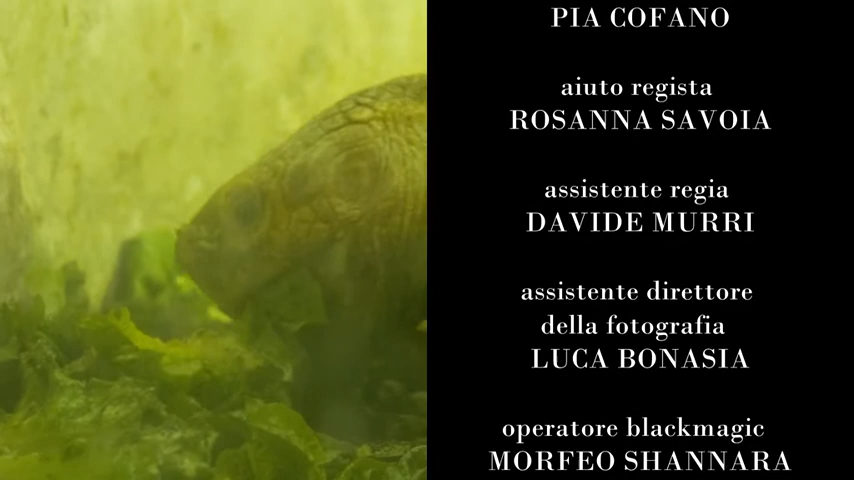 PIA COFANO
aiuto regista
ROSANNA SAVOIA
assistente regia
DAVIDE MURRI
assistente direttore
della fotografia
LUCA BONASIA
operatore blackmagic
MORFEO SHANNARA